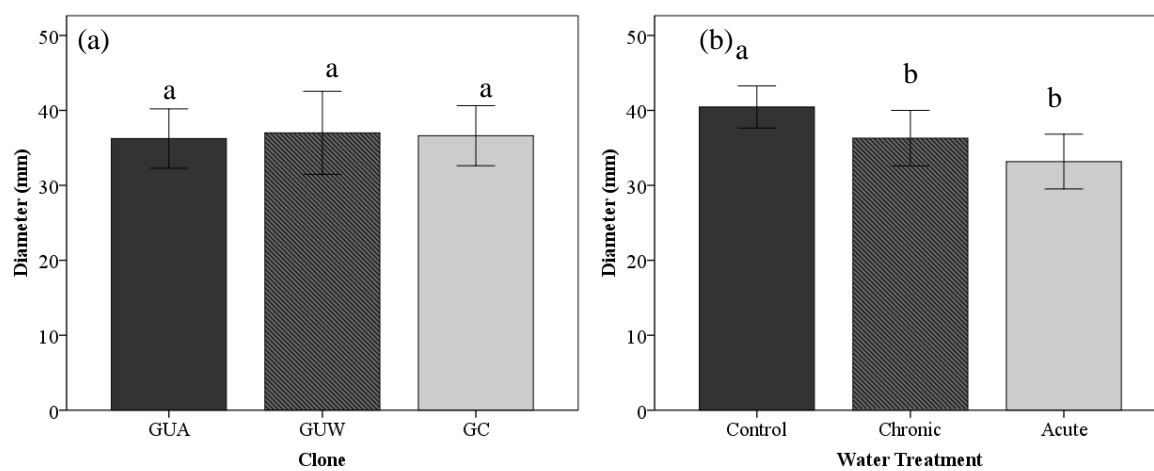 (a)
50
40
30
20
10
0
Diameter (mm)
a
a
a
GUA GUW GC
Clone
(b)
50
40
30
20
10
0
Diameter (mm)
a
b
b
Control Chronic Acute
Water Treatment